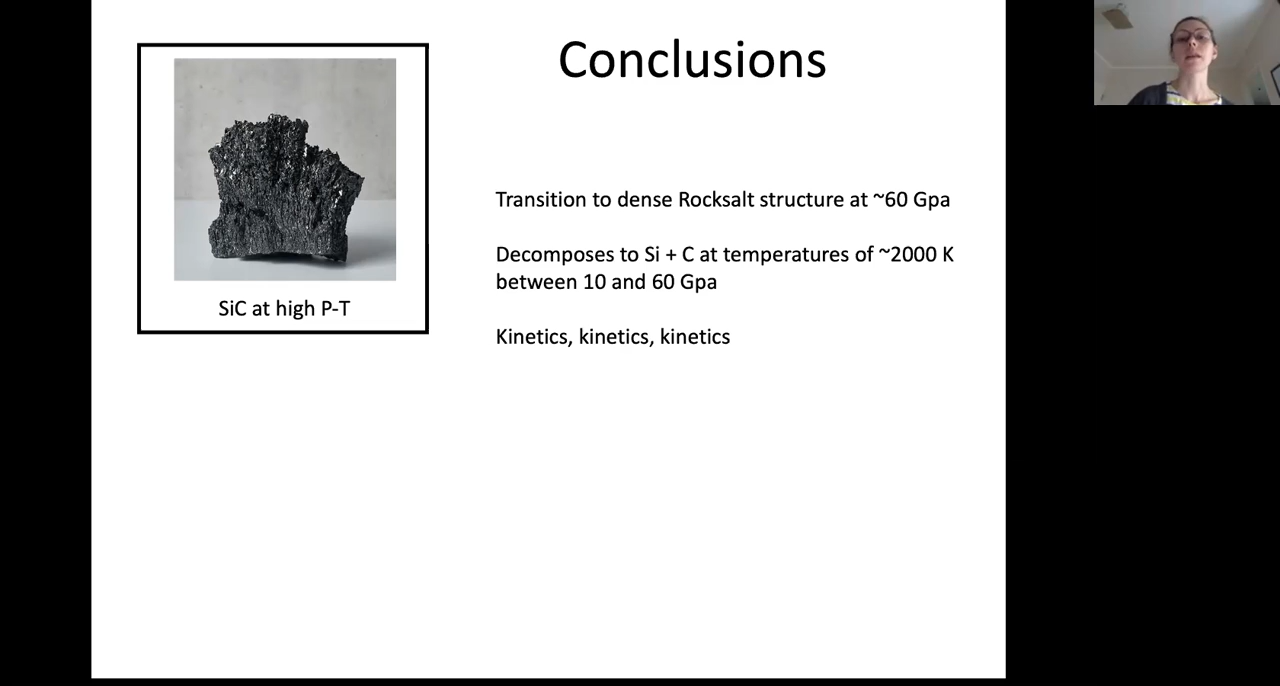 Conclusions
Transition to dense Rocksalt structure at ~60 Gpa
Decomposes to Si + C at temperatures of ~2000 K
between 10 and 60 Gpa
SiC at high P-T
Kinetics, kinetics, kinetics